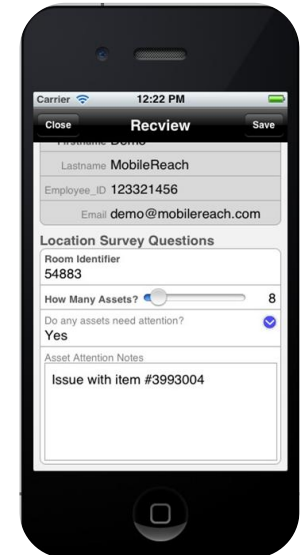 Carrier 12:22 PM
Close Recview Save
Firstname Demo
Lastname MobileReach
Employee_ID 123321456
Email demo@mobilereach.com
Location Survey Questions
Room Identifier
54883
How Many Assets? 8
Do any assets need attention?
Yes
Asset Attention Notes
Issue with item #3993004